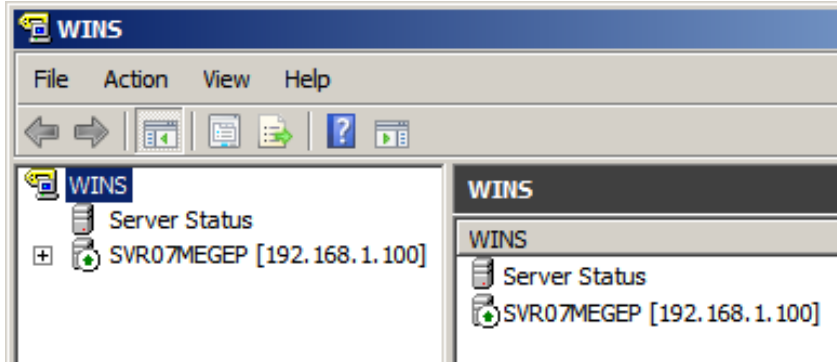 WINS
File Action View Help
WINS
Server Status
SVR07MEGEP [192.168.1.100]
WINS
WINS
Server Status
SVR07MEGEP [192.168.1.100]